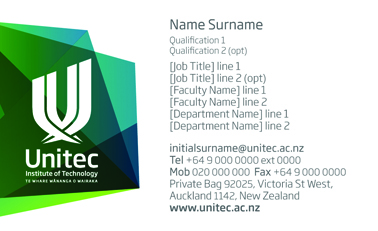 Unitec
Institute of Technology
TE WHARE WĀNANGA O WAIRAKA
Name Surname
Qualification 1
Qualification 2 (opt)
[Job Title] line 1
[Job Title] line 2 (opt)
[Faculty Name] line 1
[Faculty Name] line 2
[Department Name] line 1
[Department Name] line 2
initialsurname@unitec.ac.nz
Tel +64 9 000 0000 ext 0000
Mob 020 000 000 Fax +64 9 000 0000
Private Bag 92025, Victoria St West,
Auckland 1142, New Zealand
www.unitec.ac.nz